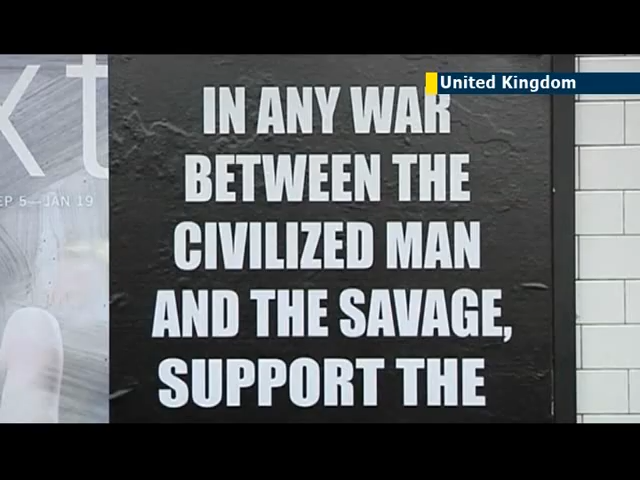 United Kingdom
xt
EP 5—JAN 19
IN ANY WAR
BETWEEN THE
CIVILIZED MAN
AND THE SAVAGE,
SUPPORT THE